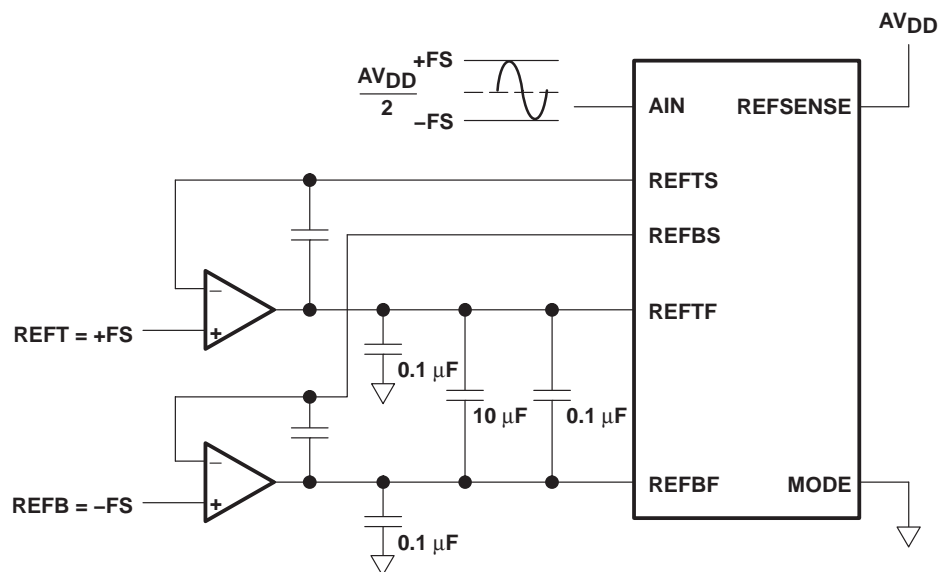 AVDD
+FS
AVDD
2
−FS
AIN
REFSENSE
REFTS
REFBS
−
+
REFT = +FS
REFTF
0.1 μF
10 μF
0.1 μF
−
+
REFB = −FS
REFBF
MODE
0.1 μF